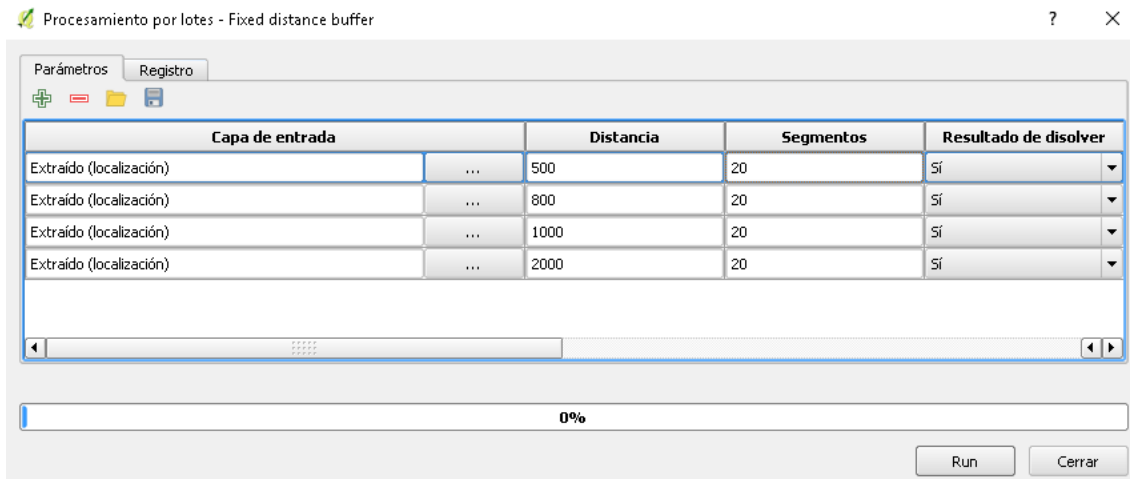 Procesamiento por lotes - Fixed distance buffer ?
Parámetros Registro
Capa de entrada Distancia Segmentos Resultado de disolver
Extraído (localización) ... 500 20 Sí
Extraído (localización) ... 800 20 Sí
Extraído (localización) ... 1000 20 Sí
Extraído (localización) ... 2000 20 Sí
0%
Run Cerrar